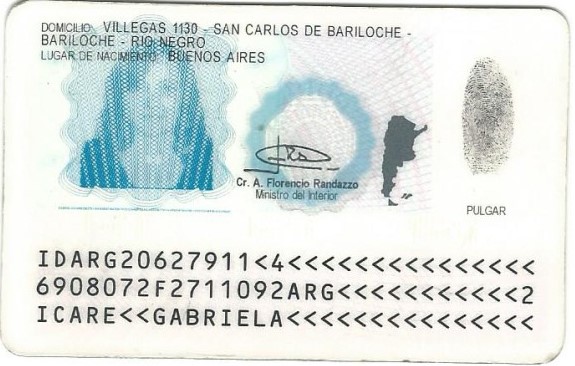 DOMICILIO: VILLEGAS 1130 - SAN CARLOS DE BARILOCHE -
BARILOCHE - RIO NEGRO
LUGAR DE NACIMIENTO: BUENOS AIRES
Cr. A. Florencio Randazzo
Ministro del Interior
PULGAR
IDARG20627911<4<<<<<<<<<<<<<<<
6908072F2711092ARG<<<<<<<<<<<2
ICARE<<GABRIELA<<<<<<<<<<<<<<<